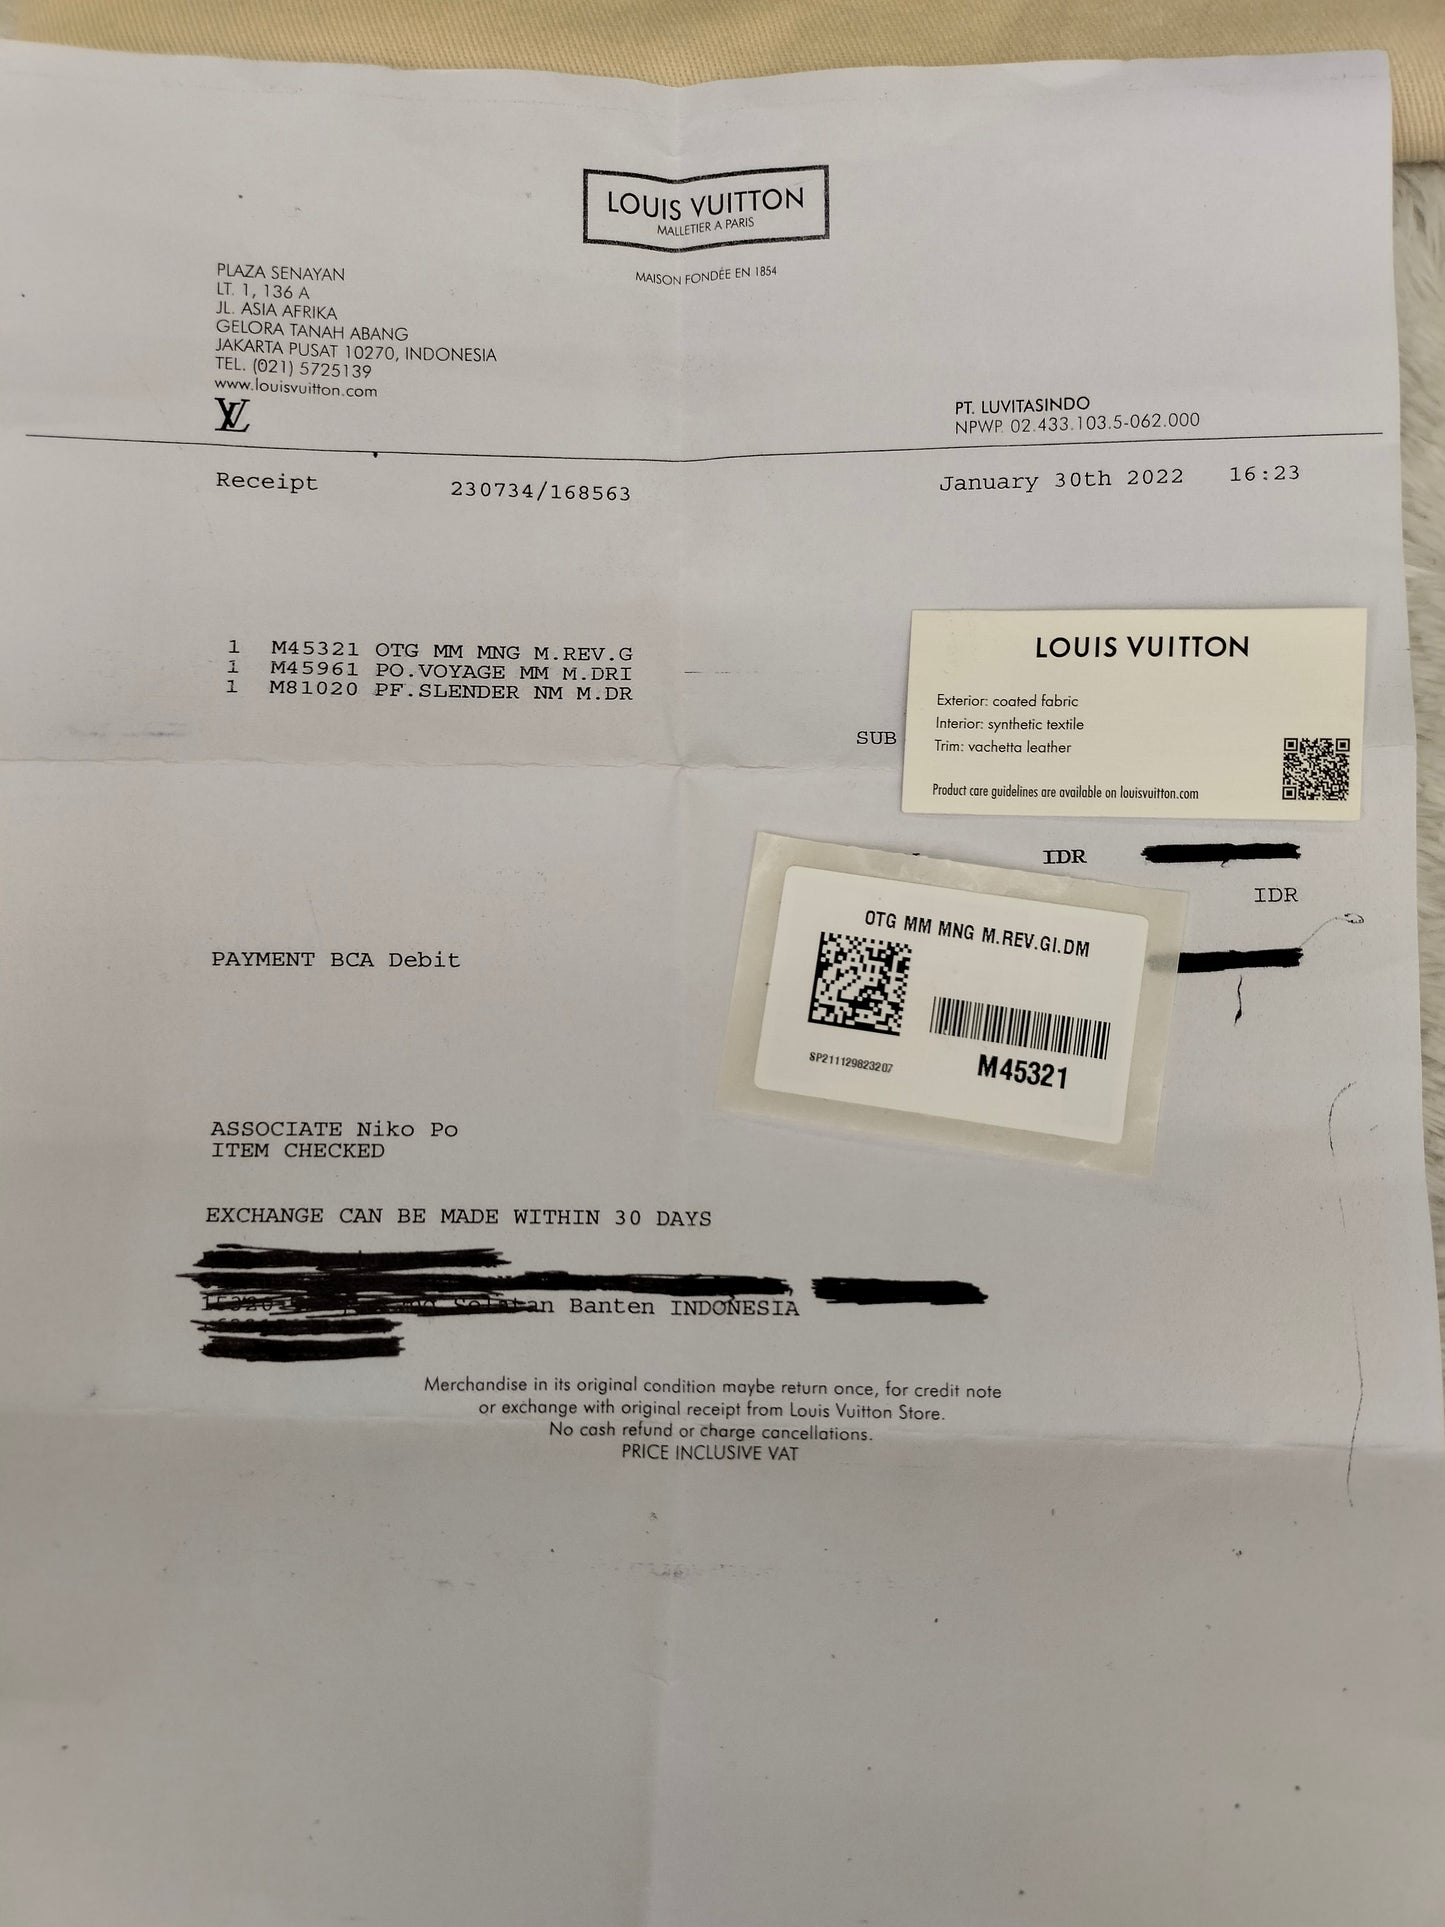 LOUIS VUITTON
MALLETIER A PARIS
MAISON FONDÉE EN 1854
PLAZA SENAYAN
LT. 1, 136 A
JL. ASIA AFRIKA
GELORA TANAH ABANG
JAKARTA PUSAT 10270, INDONESIA
TEL. (021) 5725139
www.louisvuitton.com
LV
PT. LUVITASINDO
NPWP. 02.433.103.5-062.000
Receipt 230734/168563 January 30th 2022 16:23
1 M45321 OTG MM MNG M.REV.G
1 M45961 PO.VOYAGE MM M.DRI
1 M81020 PF.SLENDER NM M.DR
SUB
LOUIS VUITTON
Exterior: coated fabric
Interior: synthetic textile
Trim: vachetta leather
Product care guidelines are available on louisvuitton.com
IDR
IDR
OTG MM MNG M.REV.GI.DM
SP211129823207
M45321
PAYMENT BCA Debit
ASSOCIATE Niko Po
ITEM CHECKED
EXCHANGE CAN BE MADE WITHIN 30 DAYS
Selatan Banten INDONESIA
Merchandise in its original condition maybe return once, for credit note
or exchange with original receipt from Louis Vuitton Store.
No cash refund or charge cancellations.
PRICE INCLUSIVE VAT